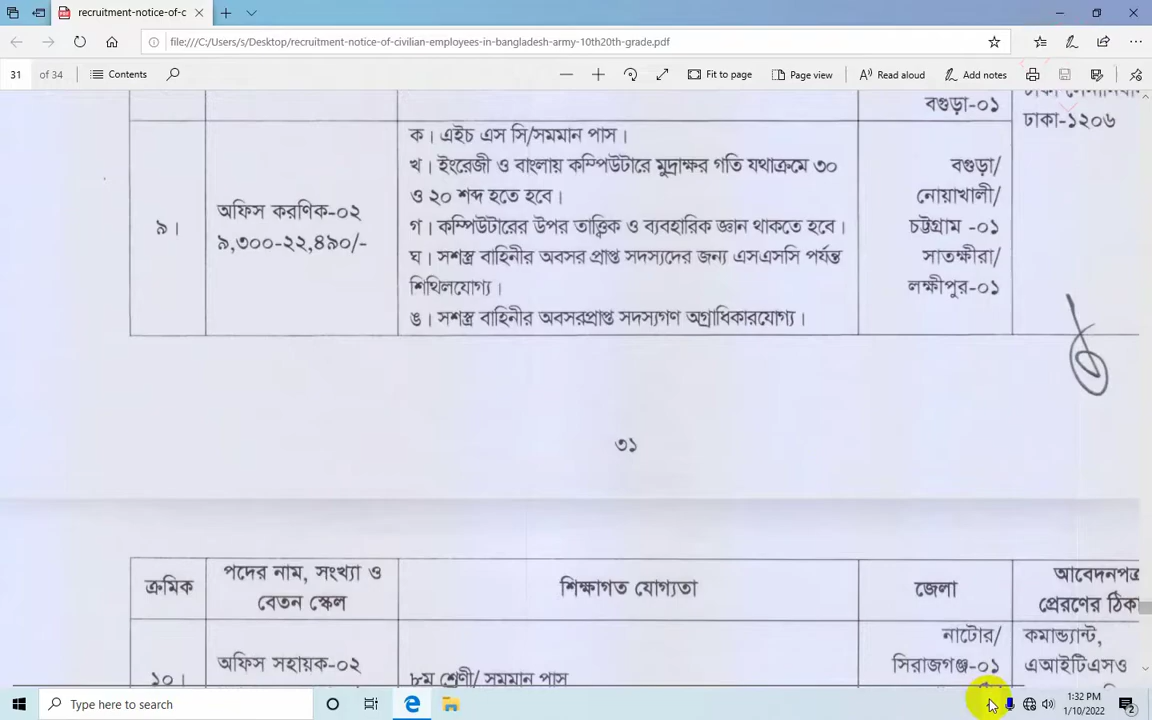 recruitment-notice-of-c
file:///C:/Users/s/Desktop/recruitment-notice-of-civilian-employees-in-bangladesh-army-10th20th-grade.pdf
31 of 34 Contents Fit to page Page view Read aloud Add notes
বগুড়া-০১
ঢাকা-১২০৬
৯।
অফিস করণিক-০২
৯,৩০০-২২,৪৯০/-
ক। এইচ এস সি/সমমান পাস।
খ। ইংরেজী ও বাংলায় কম্পিউটারে মুদ্রাক্ষর গতি যথাক্রমে ৩০
ও ২০ শব্দ হতে হবে।
গ। কম্পিউটারের উপর তাত্ত্বিক ও ব্যবহারিক জ্ঞান থাকতে হবে।
ঘ। সশস্ত্র বাহিনীর অবসর প্রাপ্ত সদস্যদের জন্য এসএসসি পর্যন্ত
শিথিলযোগ্য।
ঙ। সশস্ত্র বাহিনীর অবসরপ্রাপ্ত সদস্যগণ অগ্রাধিকারযোগ্য।
বগুড়া/
নোয়াখালী/
চট্টগ্রাম -০১
সাতক্ষীরা/
লক্ষীপুর-০১
৩১
ক্রমিক
পদের নাম, সংখ্যা ও
বেতন স্কেল
শিক্ষাগত যোগ্যতা
জেলা
আবেদনপত্র
প্রেরণের ঠিকা
১০।
অফিস সহায়ক-০২
৮ম শ্রেণী/ সমমান পাস
নাটোর/
সিরাজগঞ্জ-০১
কমান্ড্যান্ট,
এআইটিএসও
Type here to search
1:32 PM
1/10/2022
2